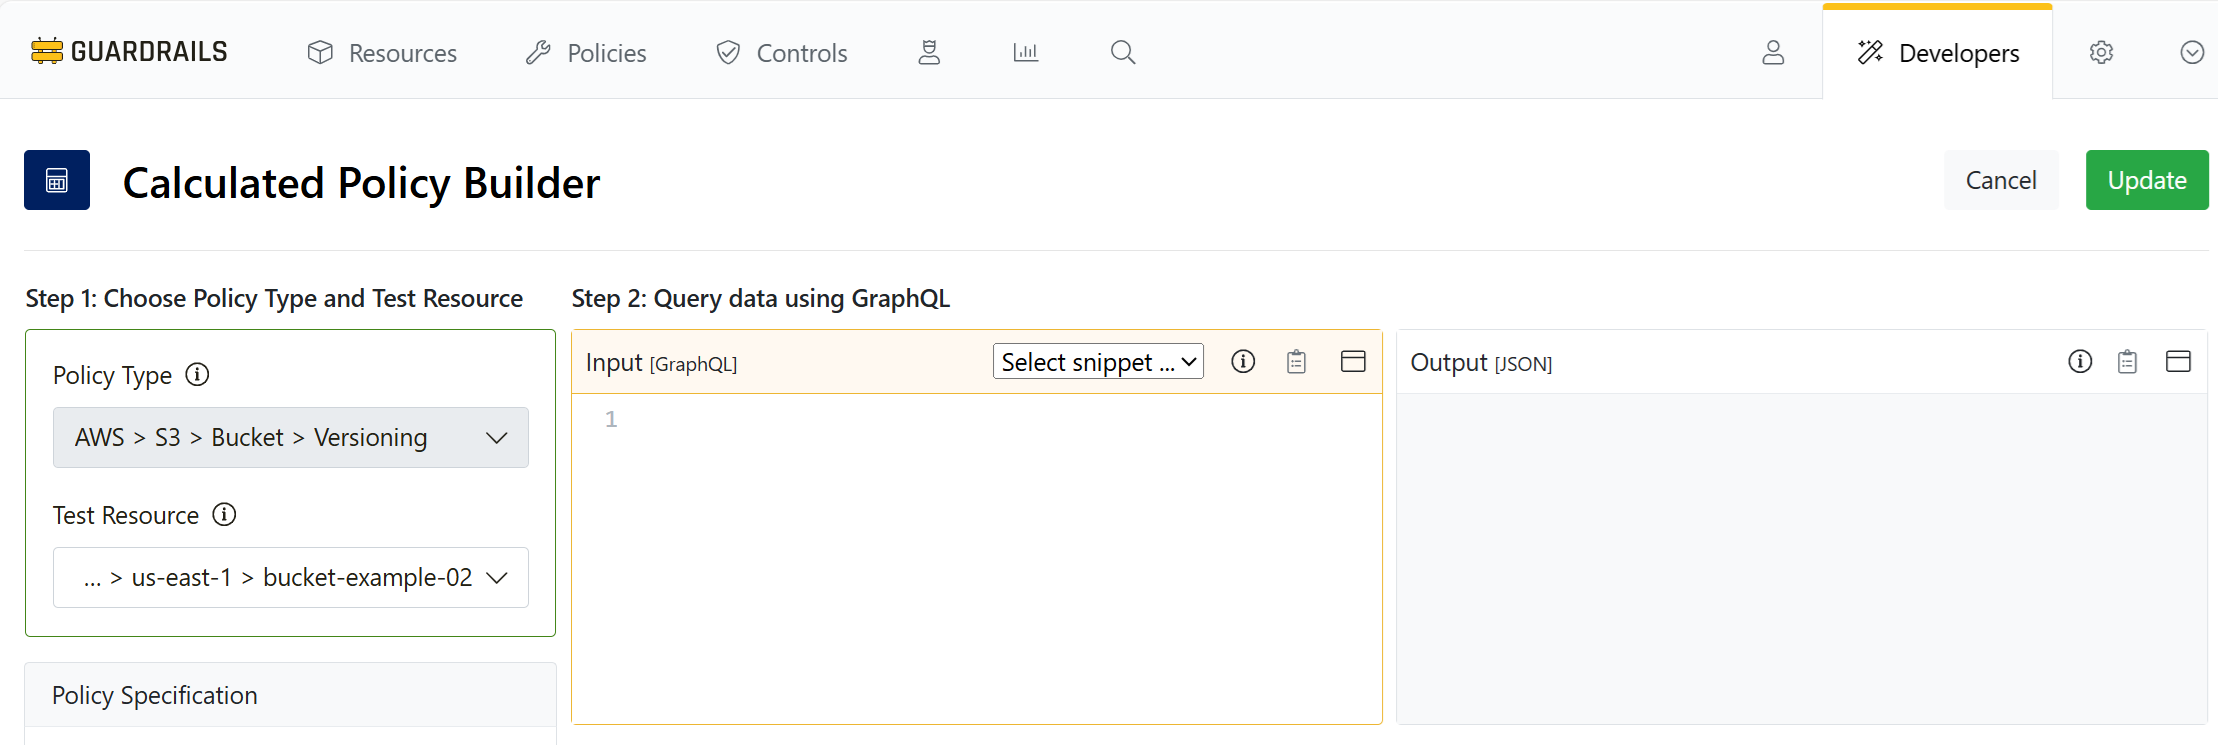 GUARDRAILS Resources Policies Controls Developers
Calculated Policy Builder
Cancel Update
Step 1: Choose Policy Type and Test Resource
Policy Type
AWS > S3 > Bucket > Versioning
Test Resource
... > us-east-1 > bucket-example-02
Policy Specification
Step 2: Query data using GraphQL
Input [GraphQL] Select snippet ...
1
Output [JSON]